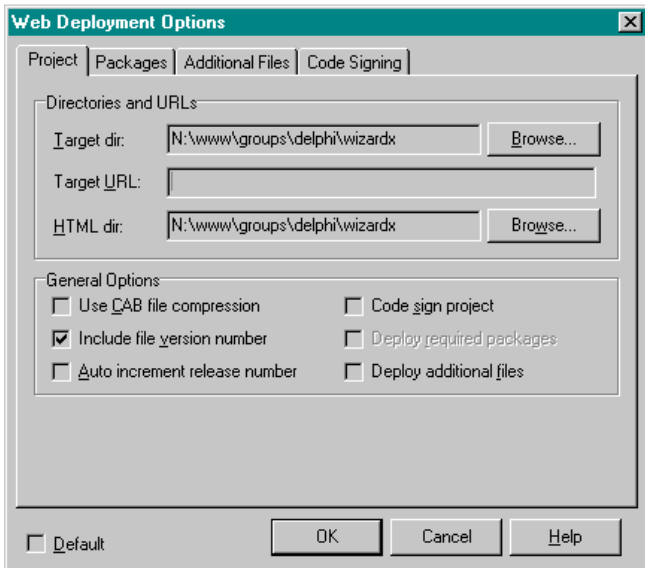 Web Deployment Options
Project Packages Additional Files Code Signing
Directories and URLs
Target dir: N:\www\groups\delphi\wizardx Browse...
Target URL:
HTML dir: N:\www\groups\delphi\wizardx Browse...
General Options
Use CAB file compression Code sign project
Include file version number Deploy required packages
Auto increment release number Deploy additional files
Default OK Cancel Help